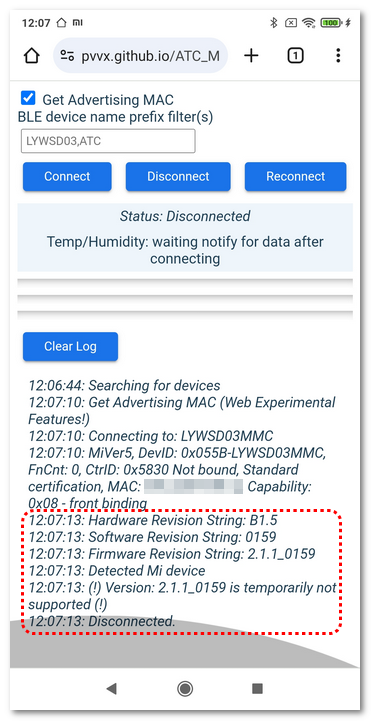 12:07 mi 100
pvvx.github.io/ATC_M 1
Get Advertising MAC
BLE device name prefix filter(s)
LYWSD03,ATC
Connect Disconnect Reconnect
Status: Disconnected
Temp/Humidity: waiting notify for data after
connecting
Clear Log
12:06:44: Searching for devices
12:07:10: Get Advertising MAC (Web Experimental
Features!)
12:07:10: Connecting to: LYWSD03MMC
12:07:10: MiVer5, DevID: 0x055B-LYWSD03MMC,
FnCnt: 0, CtrID: 0x5830 Not bound, Standard
certification, MAC: Capability:
0x08 - front binding
12:07:13: Hardware Revision String: B1.5
12:07:13: Software Revision String: 0159
12:07:13: Firmware Revision String: 2.1.1_0159
12:07:13: Detected Mi device
12:07:13: (!) Version: 2.1.1_0159 is temporarily not
supported (!)
12:07:13: Disconnected.